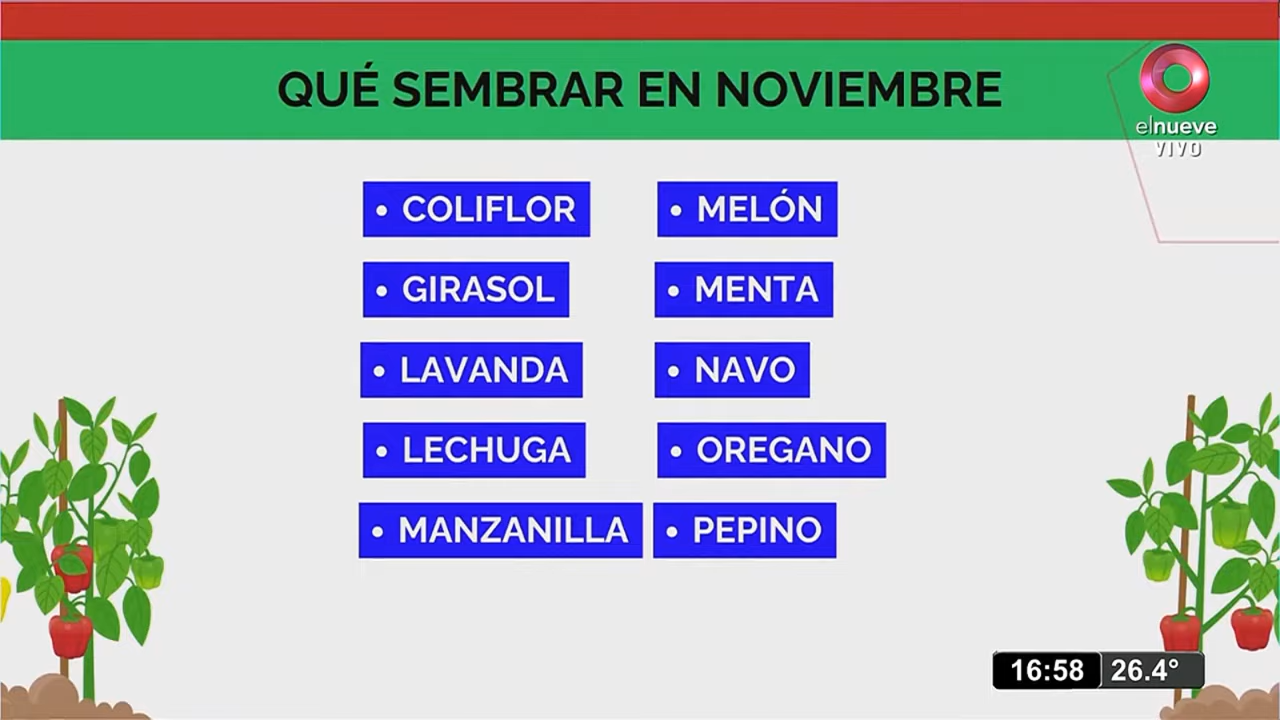 QUÉ SEMBRAR EN NOVIEMBRE
elnueve
VIVO
• COLIFLOR
• GIRASOL
• LAVANDA
• LECHUGA
• MANZANILLA
• MELÓN
• MENTA
• NAVO
• OREGANO
• PEPINO
16:58 26.4°